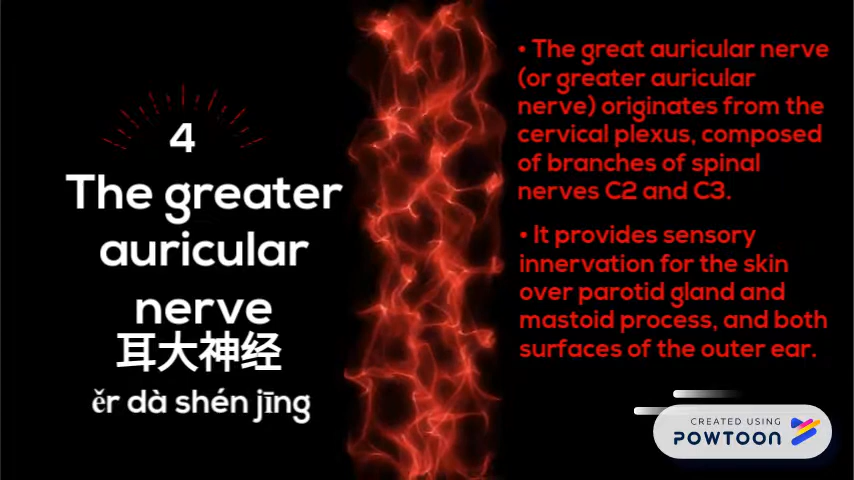 4
The greater
auricular
nerve
耳大神经
ěr dà shén jīng
• The great auricular nerve
(or greater auricular
nerve) originates from the
cervical plexus, composed
of branches of spinal
nerves C2 and C3.
• It provides sensory
innervation for the skin
over parotid gland and
mastoid process, and both
surfaces of the outer ear.
CREATED USING
POWTOON